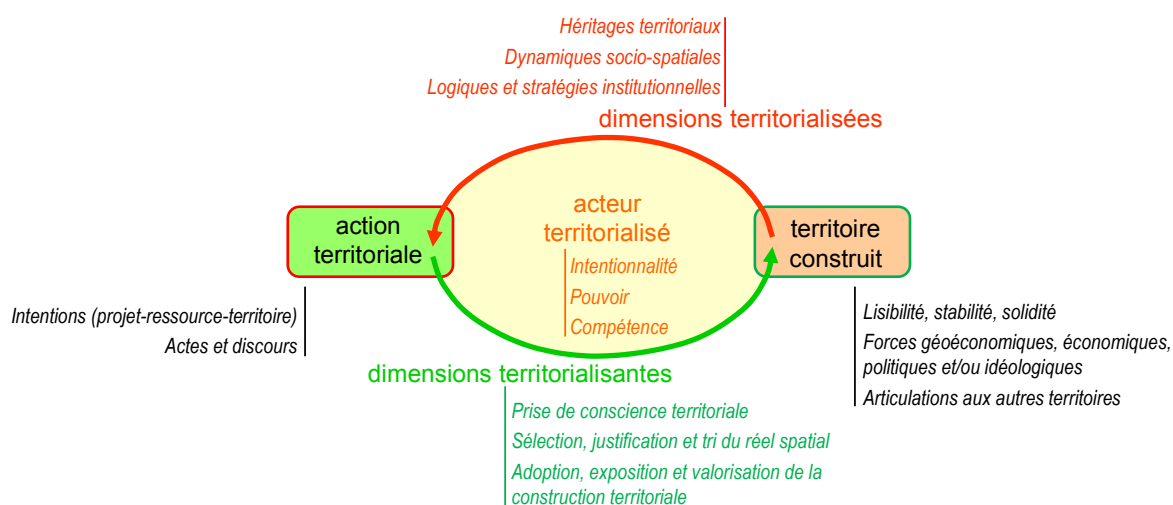 Héritages territoriaux
Dynamiques socio-spatiales
Logiques et stratégies institutionnelles
dimensions territorialisées
action
territoriale
acteur
territorialisé
Intentionnalité
Pouvoir
Compétence
territoire
construit
Intentions (projet-ressource-territoire)
Actes et discours
Lisibilité, stabilité, solidité
Forces géoéconomiques, économiques,
politiques et/ou idéologiques
Articulations aux autres territoires
dimensions territorialisantes
Prise de conscience territoriale
Sélection, justification et tri du réel spatial
Adoption, exposition et valorisation de la
construction territoriale